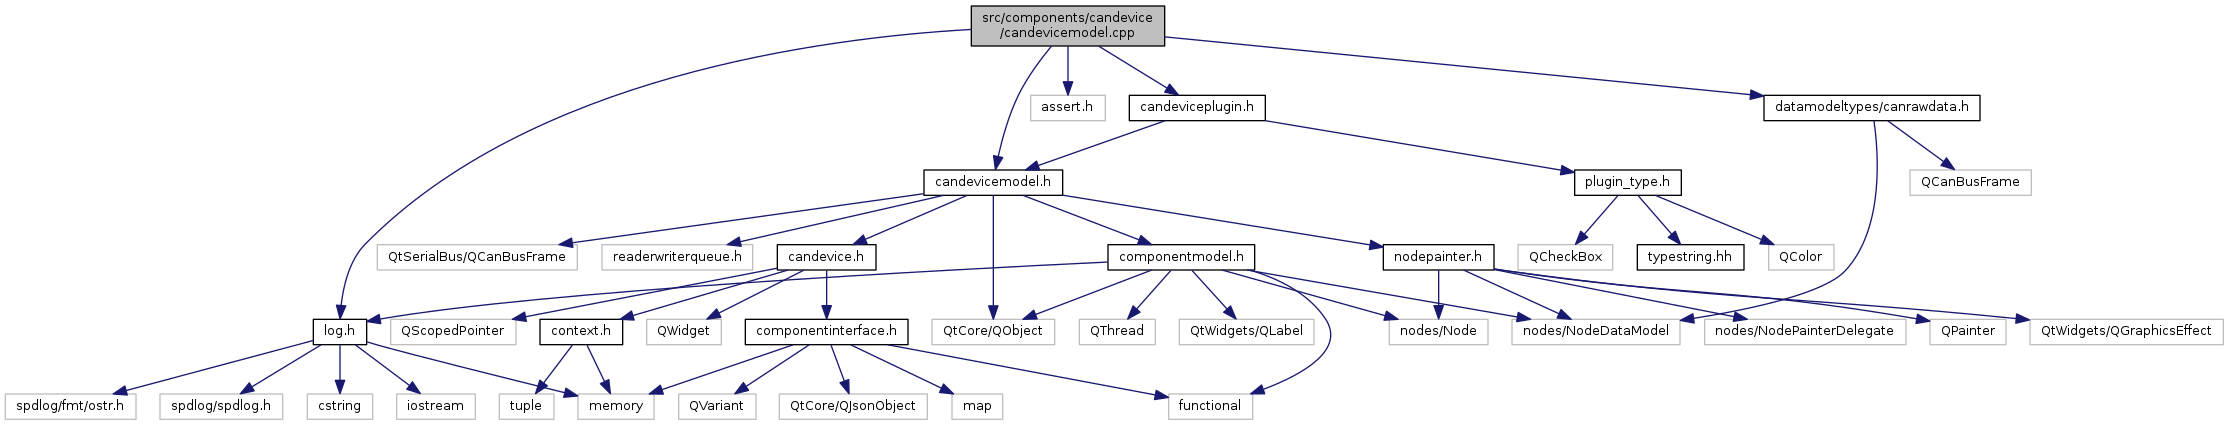 src/components/candevice
/candevicemodel.cpp
assert.h
candeviceplugin.h
datamodeltypes/canrawdata.h
candevicemodel.h
plugin_type.h
QCanBusFrame
QtSerialBus/QCanBusFrame
readerwriterqueue.h
candevice.h
componentmodel.h
nodepainter.h
QCheckBox
typestring.hh
QColor
log.h
QScopedPointer
context.h
QWidget
componentinterface.h
QtCore/QObject
QThread
QtWidgets/QLabel
nodes/Node
nodes/NodeDataModel
nodes/NodePainterDelegate
QPainter
QtWidgets/QGraphicsEffect
spdlog/fmt/ostr.h
spdlog/spdlog.h
cstring
iostream
tuple
memory
QVariant
QtCore/QJsonObject
map
functional